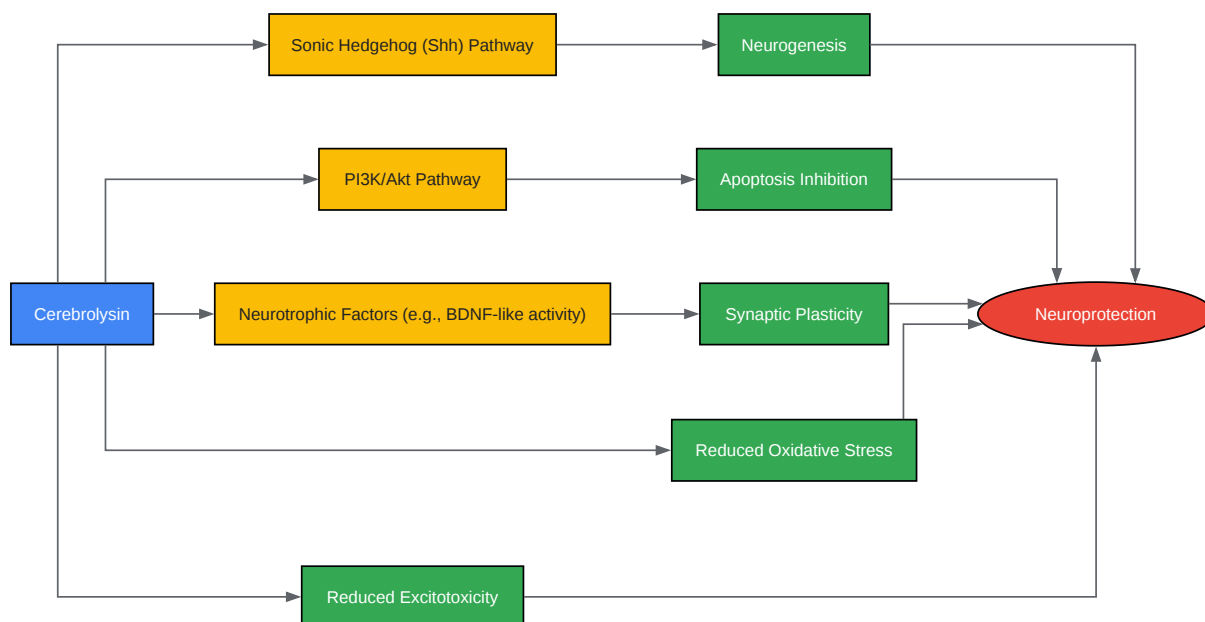 Sonic Hedgehog (Shh) Pathway
Neurogenesis
PI3K/Akt Pathway
Apoptosis Inhibition
Cerebrolysin
Neurotrophic Factors (e.g., BDNF-like activity)
Synaptic Plasticity
Neuroprotection
Reduced Oxidative Stress
Reduced Excitotoxicity